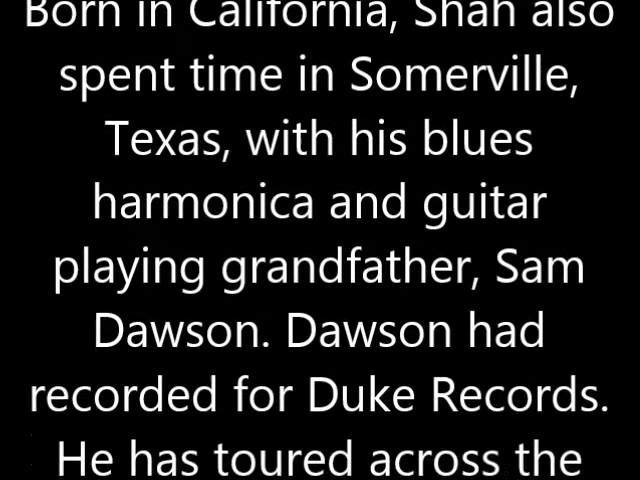 Born in California, Shah also
spent time in Somerville,
Texas, with his blues
harmonica and guitar
playing grandfather, Sam
Dawson. Dawson had
recorded for Duke Records.
He has toured across the